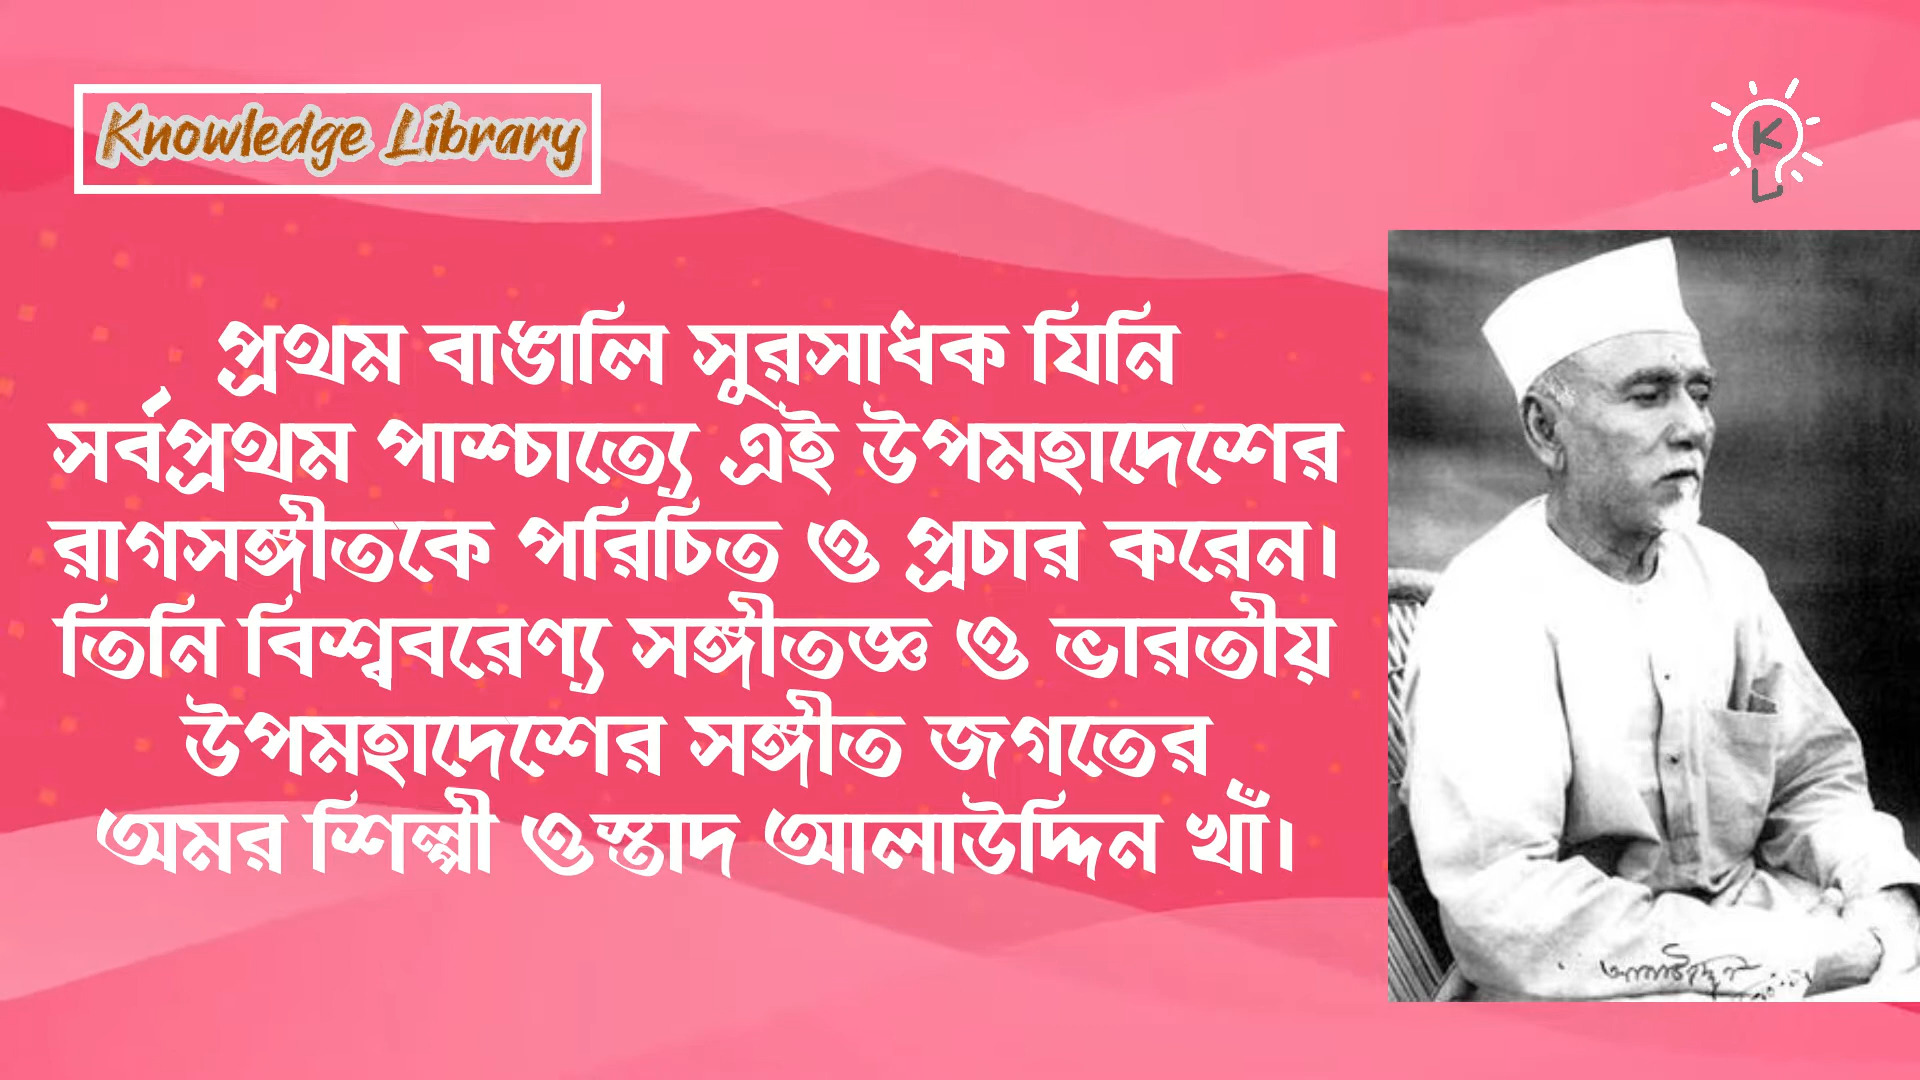 Knowledge Library
K
L
প্রথম বাঙালি সুরসাধক যিনি
সর্বপ্রথম পাশ্চাত্যে এই উপমহাদেশের
রাগসঙ্গীতকে পরিচিত ও প্রচার করেন।
তিনি বিশ্ববরেণ্য সঙ্গীতজ্ঞ ও ভারতীয়
উপমহাদেশের সঙ্গীত জগতের
অমর শিল্পী ওস্তাদ আলাউদ্দিন খাঁ।